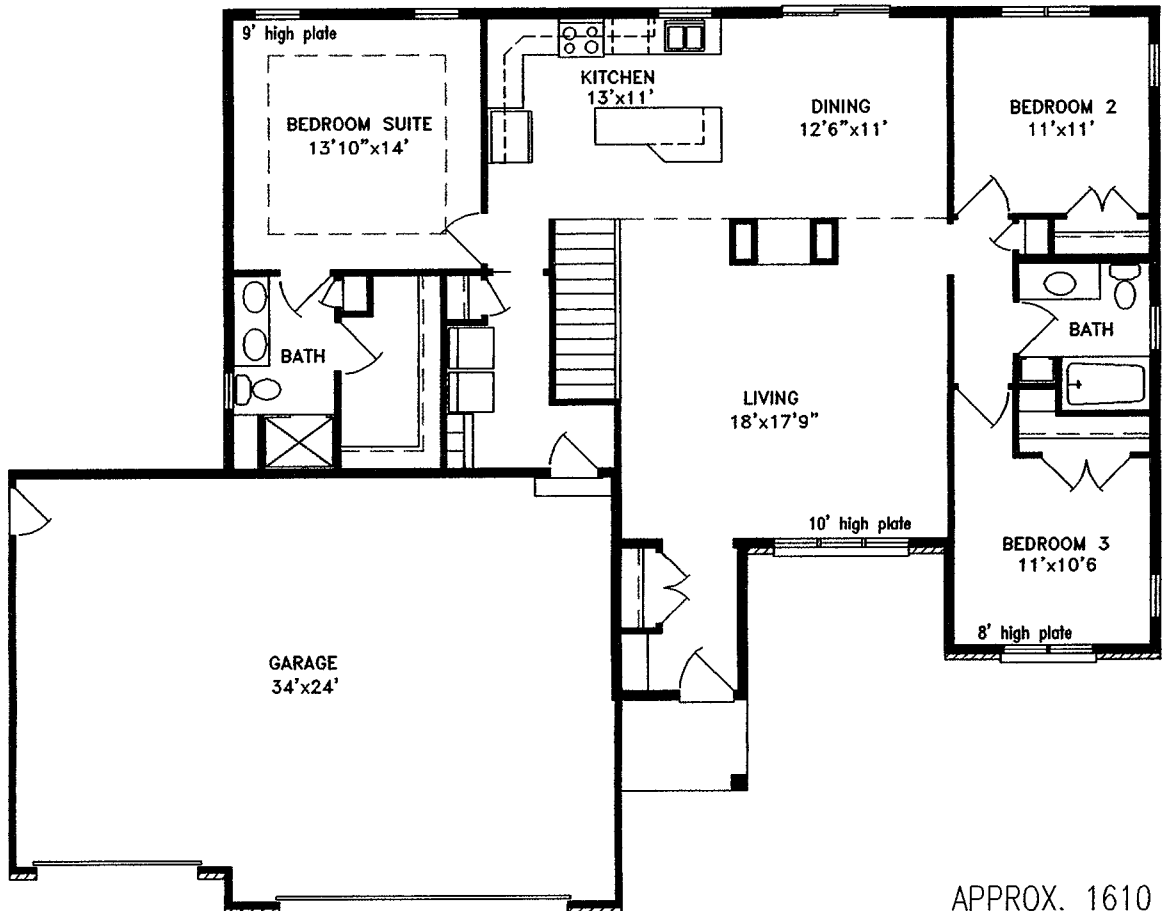 9' high plate
BEDROOM SUITE
13'10"x14'
KITCHEN
13'x11'
DINING
12'6"x11'
BEDROOM 2
11'x11'
BATH
BATH
LIVING
18'x17'9"
10' high plate
BEDROOM 3
11'x10'6
8' high plate
GARAGE
34'x24'
APPROX. 1610